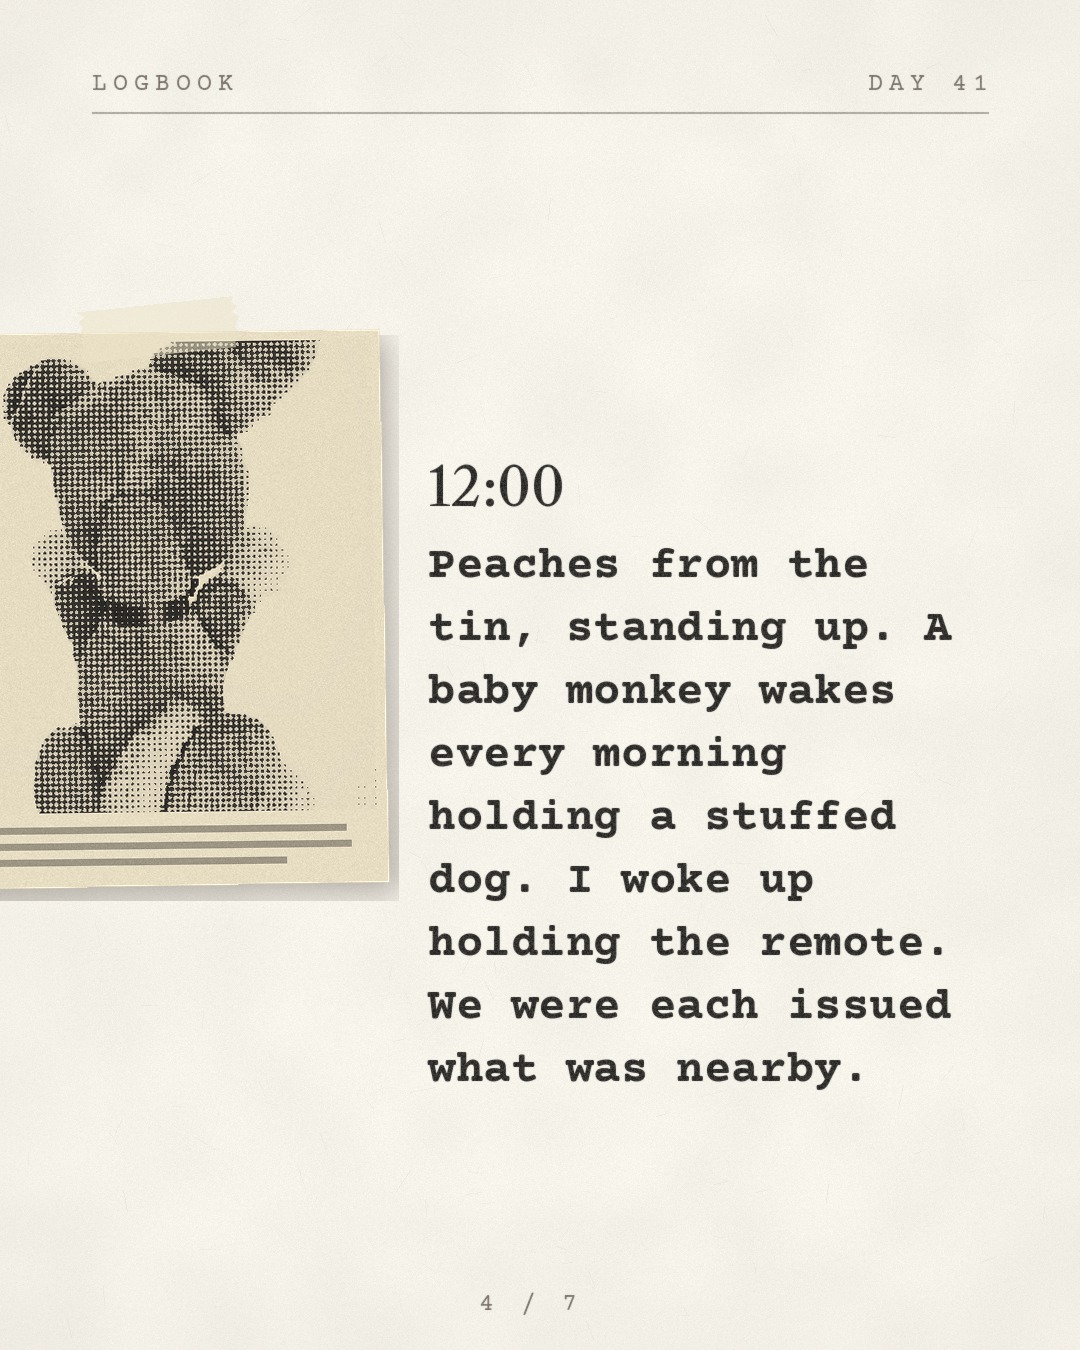 LOGBOOK
DAY 41
12:00
Peaches from the
tin, standing up. A
baby monkey wakes
every morning
holding a stuffed
dog. I woke up
holding the remote.
We were each issued
what was nearby.
4 / 7